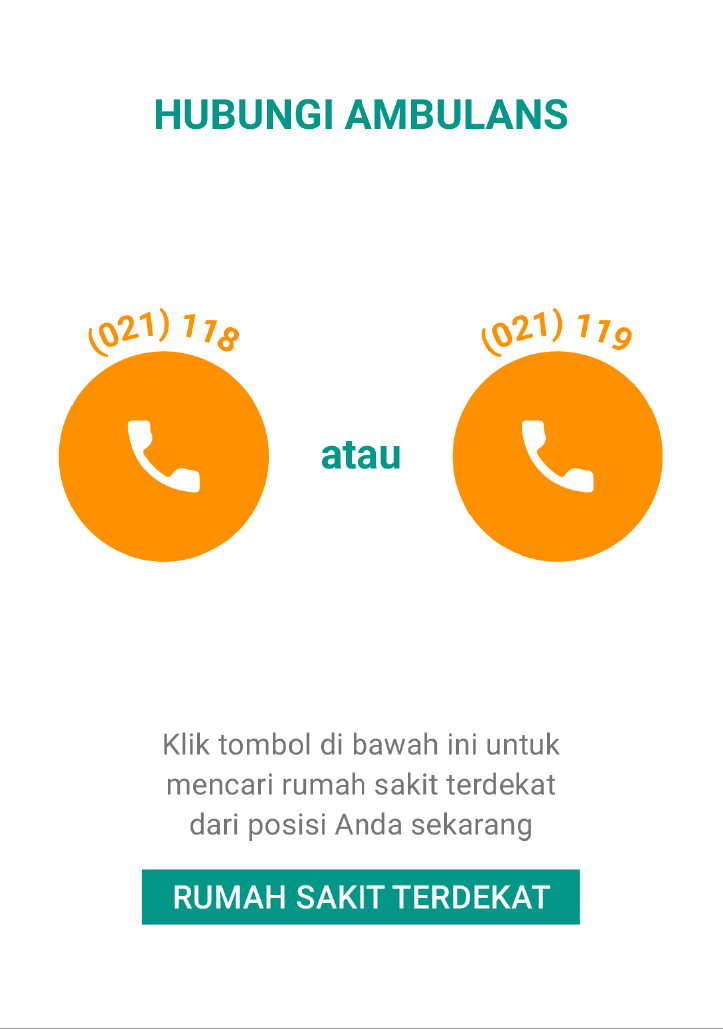 HUBUNGI AMBULANS
(021) 118
(021) 119
atau
Klik tombol di bawah ini untuk
mencari rumah sakit terdekat
dari posisi Anda sekarang
RUMAH SAKIT TERDEKAT